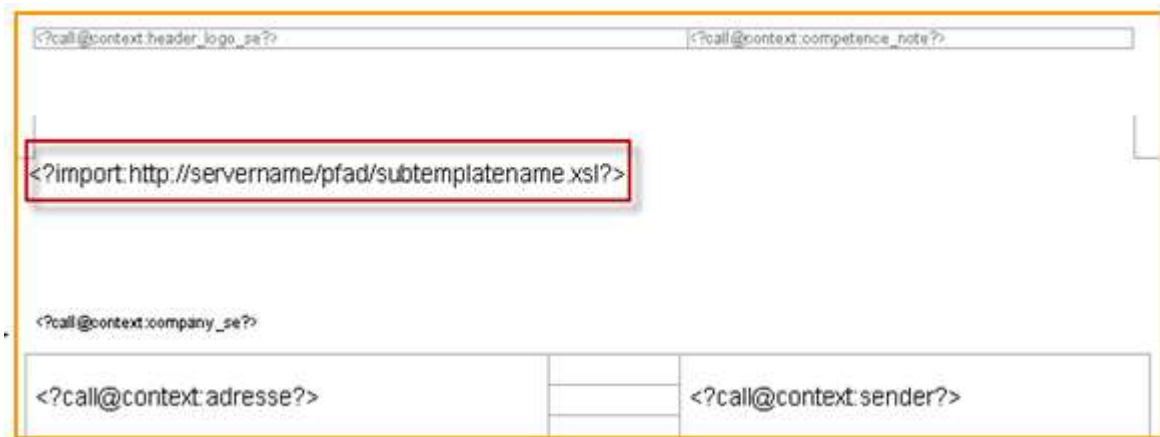 <?call@context:header_logo_se?> <?call@context:competence_note?>
<?import:http://servername/pfad/subtemplatename.xsl?>
<?call@context:company_se?>
<?call@context:adresse?> <?call@context:sender?>